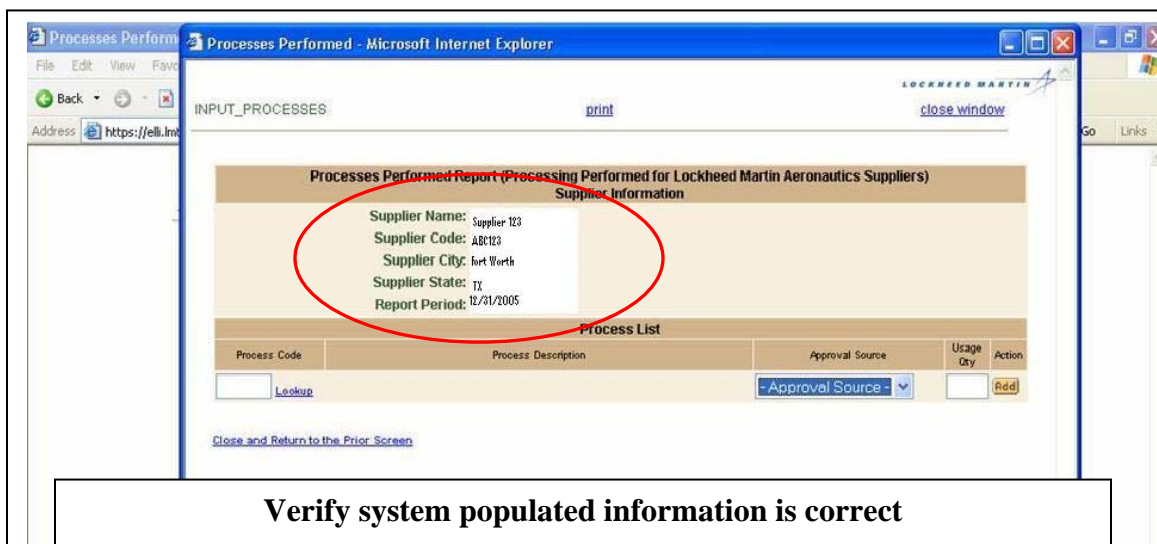 Processes Perform
Processes Performed - Microsoft Internet Explorer
File Edit View Favo
Back
Address https://elli.lmt
Go Links
LOCKHEED MARTIN
INPUT_PROCESSES print close window
Processes Performed Report (Processing Performed for Lockheed Martin Aeronautics Suppliers)
Supplier Information
Supplier Name: Supplier 123
Supplier Code: ABC123
Supplier City: Fort Worth
Supplier State: TX
Report Period: 12/31/2005
Process List
Process Code Process Description Approval Source Usage Qty Action
Lookup - Approval Source - Add
Close and Return to the Prior Screen
Verify system populated information is correct